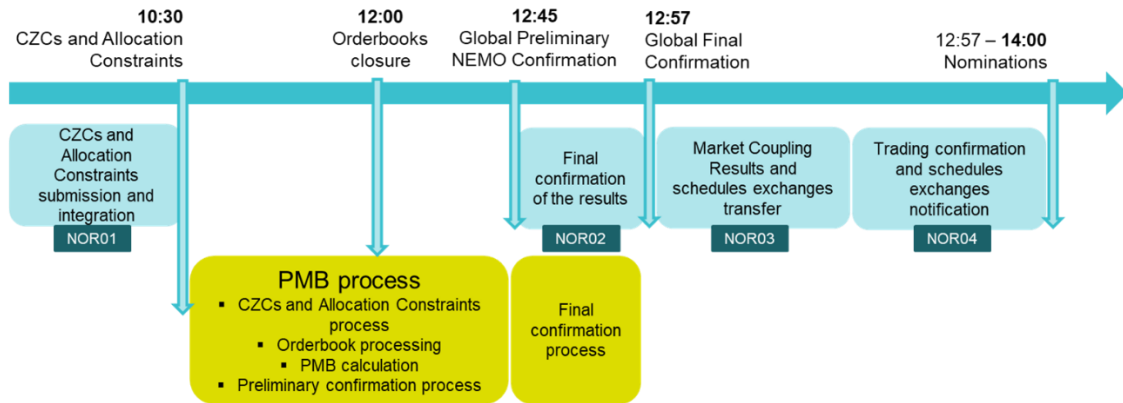 10:30
CZCs and Allocation
Constraints
12:00
Orderbooks
closure
12:45
Global Preliminary
NEMO Confirmation
12:57
Global Final
Confirmation
12:57 – 14:00
Nominations
CZCs and
Allocation
Constraints
submission and
integration
NOR01
Final
confirmation
of the results
NOR02
Market Coupling
Results and
schedules exchanges
transfer
NOR03
Trading confirmation
and schedules
exchanges
notification
NOR04
PMB process
▪ CZCs and Allocation Constraints
process
▪ Orderbook processing
▪ PMB calculation
▪ Preliminary confirmation process
Final
confirmation
process